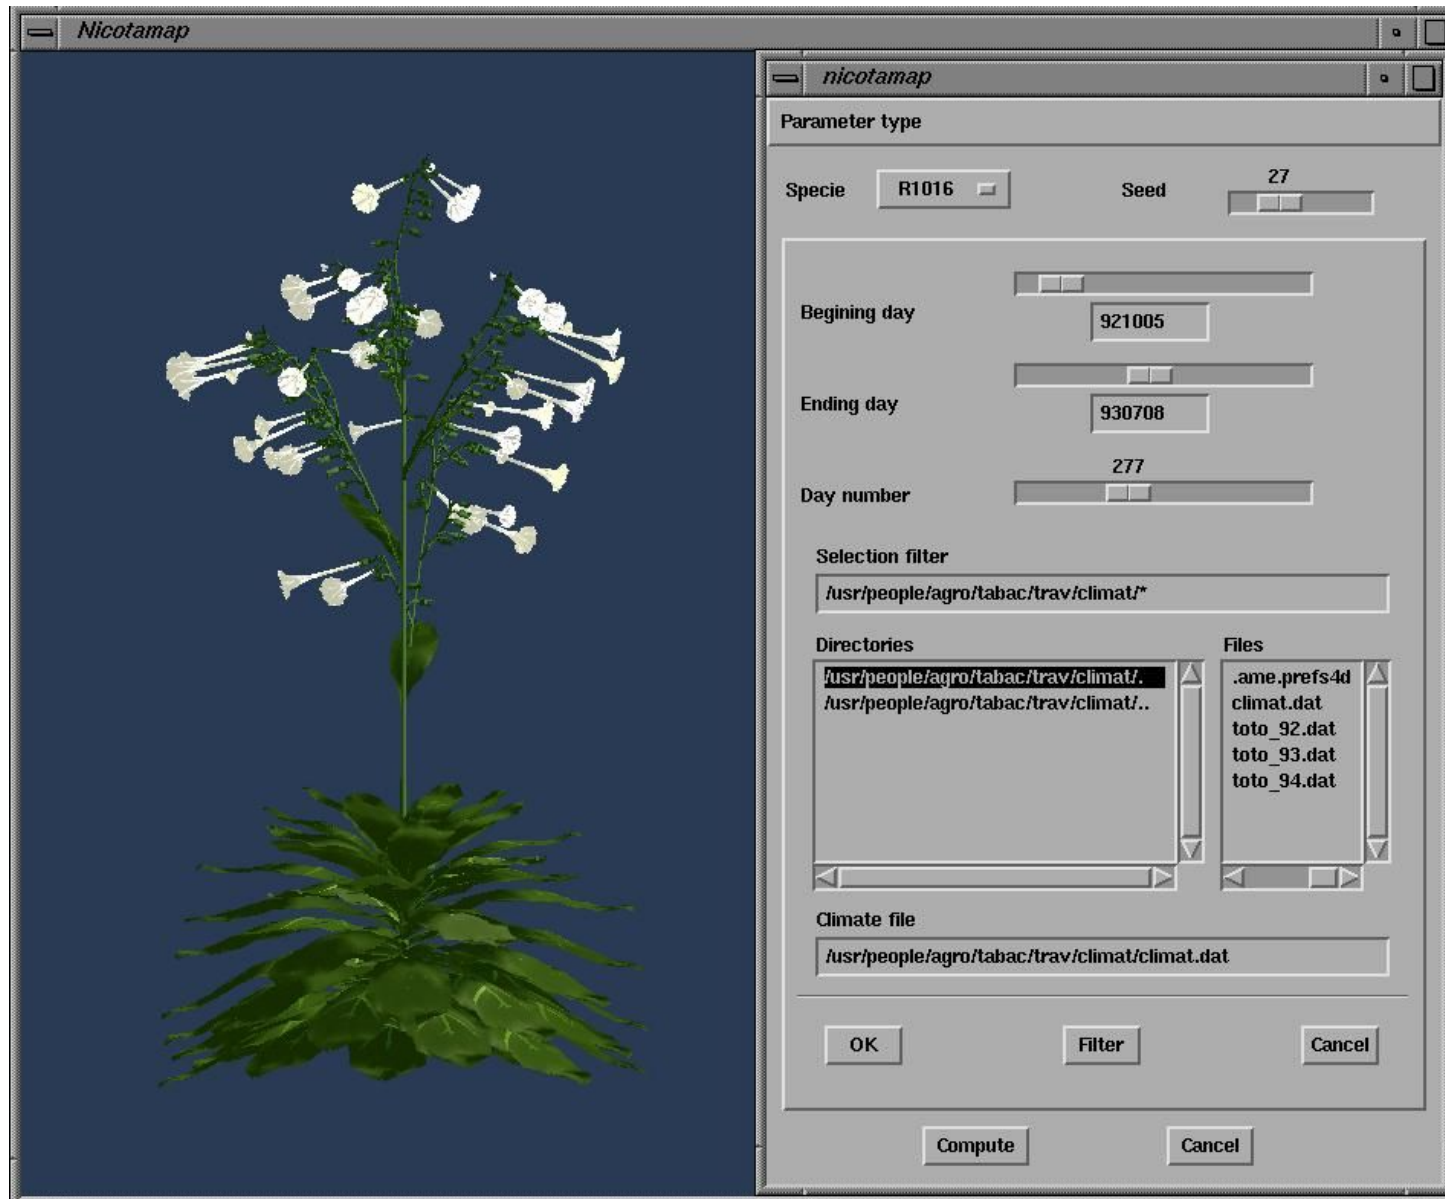 Nicotamap
nicotamap
Parameter type
Specie R1016 Seed 27
Begining day
921005
Ending day
930708
277
Day number
Selection filter
/usr/people/agro/tabac/trav/climat/*
Directories
/usr/people/agro/tabac/trav/climat/.
/usr/people/agro/tabac/trav/climat/..
Files
.ame.prefs4d
climat.dat
toto_92.dat
toto_93.dat
toto_94.dat
Climate file
/usr/people/agro/tabac/trav/climat/climat.dat
OK Filter Cancel
Compute Cancel